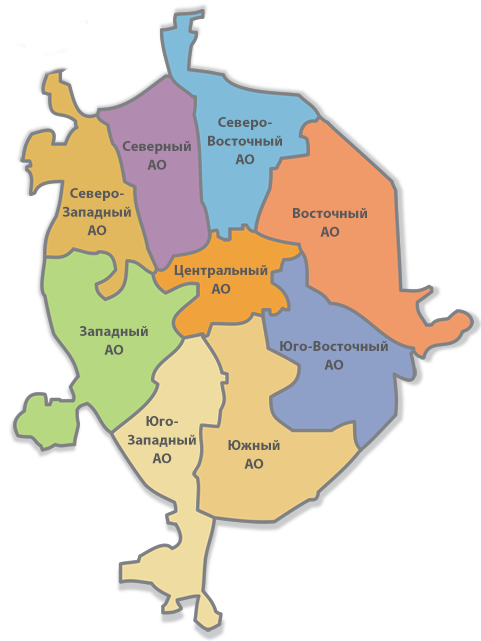 Северо-
Восточный
АО
Северный
АО
Северо-
Западный
АО
Восточный
АО
Центральный
АО
Западный
АО
Юго-Восточный
АО
Юго-
Западный
АО
Южный
АО